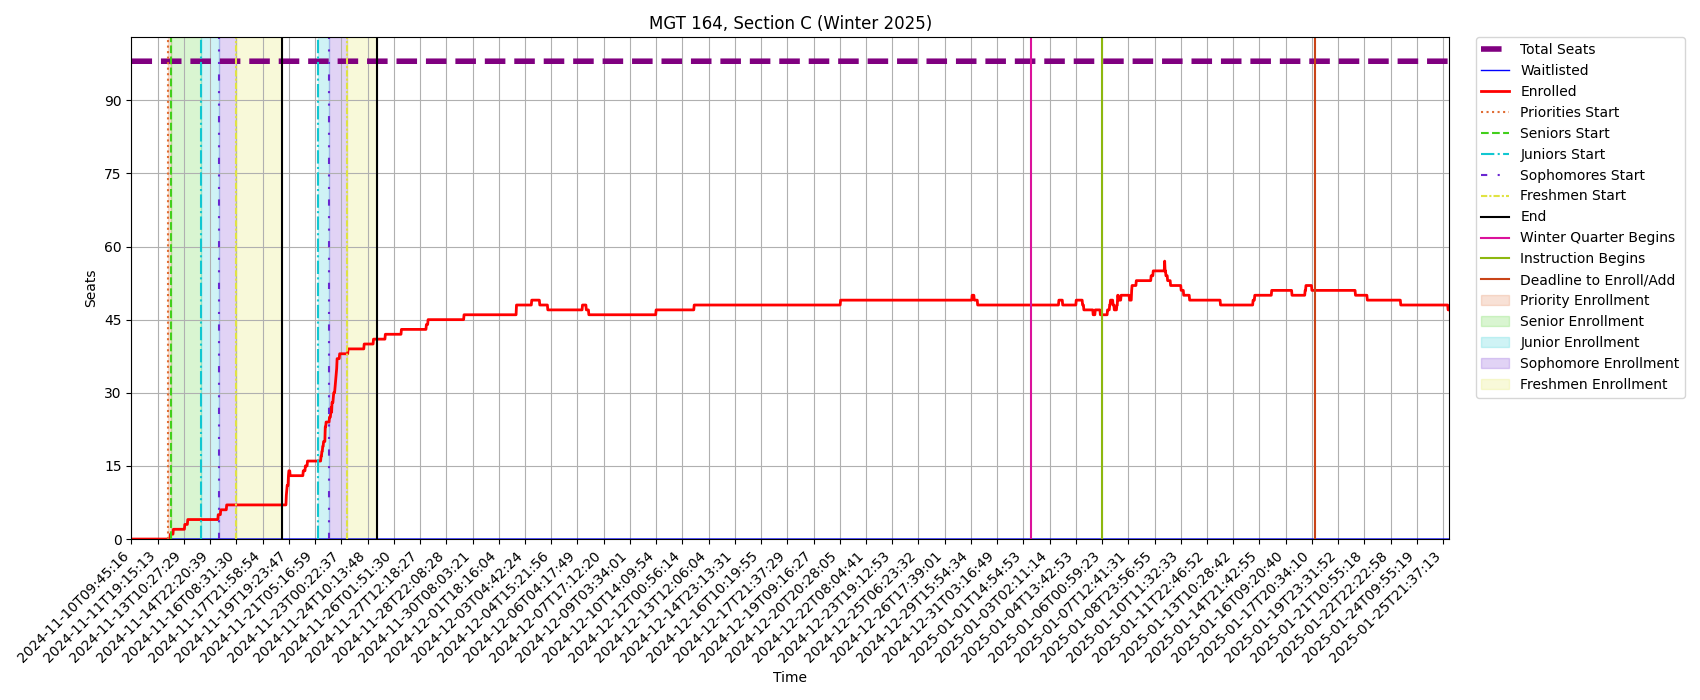 MGT 164, Section C (Winter 2025)
Seats
90
75
60
45
30
15
0
2024-11-10T09:45:16
2024-11-11T19:15:13
2024-11-13T10:27:29
2024-11-14T22:20:39
2024-11-16T08:31:30
2024-11-17T21:58:54
2024-11-19T19:23:47
2024-11-21T05:16:59
2024-11-23T00:22:37
2024-11-24T10:13:48
2024-11-26T01:51:30
2024-11-27T12:18:27
2024-11-28T22:08:28
2024-11-30T08:03:21
2024-12-01T18:16:04
2024-12-03T04:42:24
2024-12-04T15:21:56
2024-12-06T04:17:49
2024-12-07T17:12:20
2024-12-09T03:34:01
2024-12-10T14:09:54
2024-12-12T00:56:14
2024-12-13T12:06:04
2024-12-14T23:13:31
2024-12-16T10:19:55
2024-12-17T21:37:29
2024-12-19T09:16:27
2024-12-20T20:28:05
2024-12-22T08:04:41
2024-12-23T19:12:53
2024-12-25T06:23:32
2024-12-26T17:39:01
2024-12-29T15:54:34
2024-12-31T03:16:49
2025-01-01T14:54:53
2025-01-03T02:11:14
2025-01-04T13:42:53
2025-01-06T00:59:23
2025-01-07T12:41:31
2025-01-08T23:56:55
2025-01-10T11:32:33
2025-01-11T22:46:52
2025-01-13T10:28:42
2025-01-14T21:42:55
2025-01-16T09:20:40
2025-01-17T20:34:10
2025-01-19T23:31:52
2025-01-21T10:55:18
2025-01-22T22:22:58
2025-01-24T09:55:19
2025-01-25T21:37:13
Time
Total Seats
Waitlisted
Enrolled
Priorities Start
Seniors Start
Juniors Start
Sophomores Start
Freshmen Start
End
Winter Quarter Begins
Instruction Begins
Deadline to Enroll/Add
Priority Enrollment
Senior Enrollment
Junior Enrollment
Sophomore Enrollment
Freshmen Enrollment